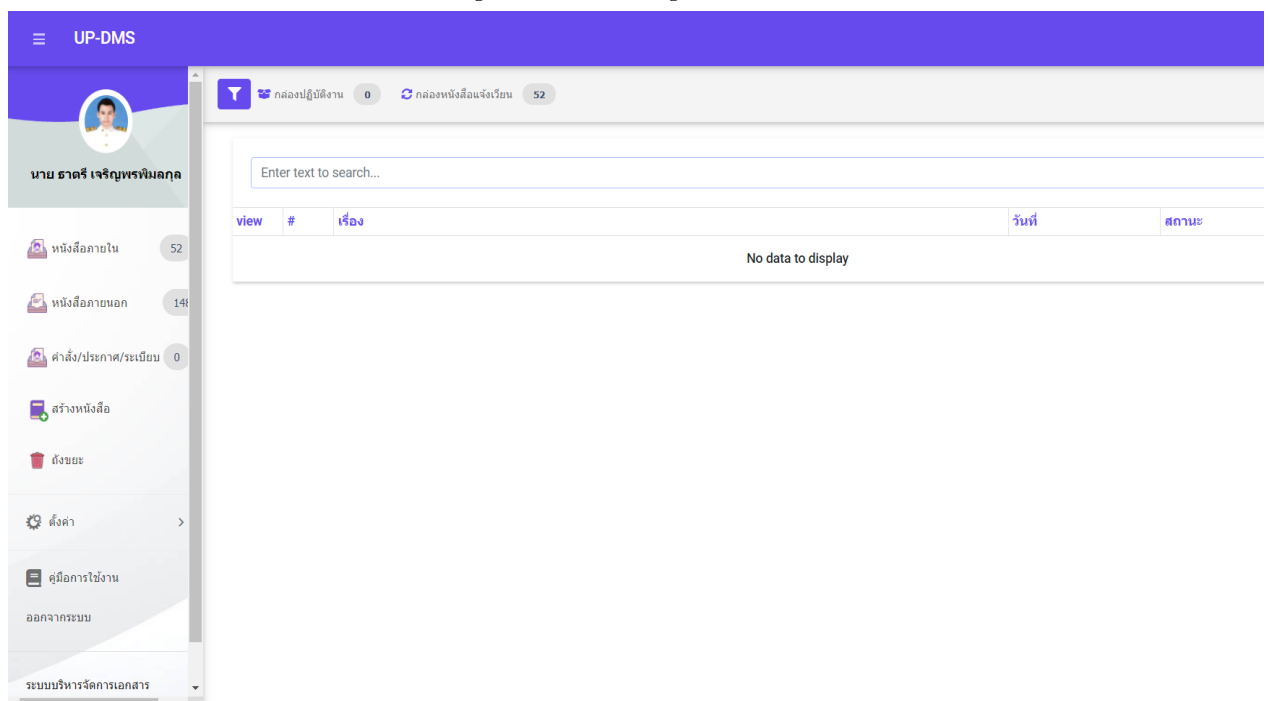 UP-DMS
กล่องปฏิบัติงาน 0 กล่องหนังสือแจ้งเวียน 52
นาย ธาตรี เจริญพรพิมลกุล
Enter text to search...
view # เรื่อง วันที่ สถานะ
No data to display
หนังสือภายใน 52
หนังสือภายนอก 148
คำสั่ง/ประกาศ/ระเบียบ 0
สร้างหนังสือ
ถังขยะ
ตั้งค่า
คู่มือการใช้งาน
ออกจากระบบ
ระบบบริหารจัดการเอกสาร